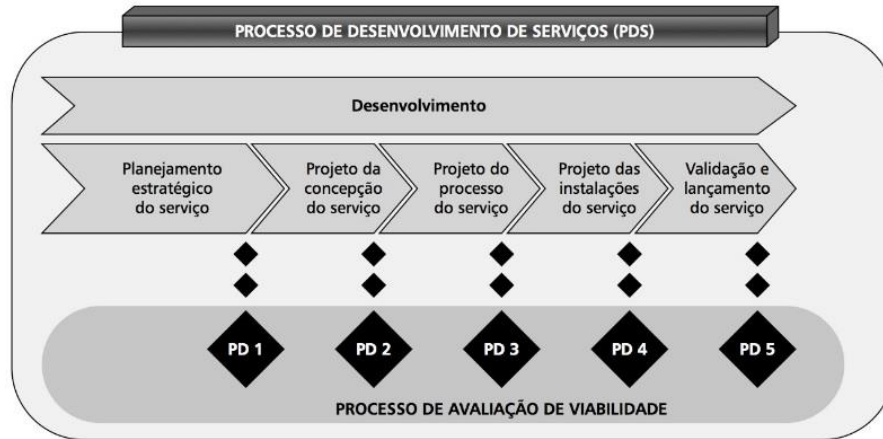 PROCESSO DE DESENVOLVIMENTO DE SERVIÇOS (PDS)
Desenvolvimento
Planejamento
estratégico
do serviço
Projeto da
concepção
do serviço
Projeto do
processo
do serviço
Projeto das
instalações
do serviço
Validação e
lançamento
do serviço
PD 1
PD 2
PD 3
PD 4
PD 5
PROCESSO DE AVALIAÇÃO DE VIABILIDADE